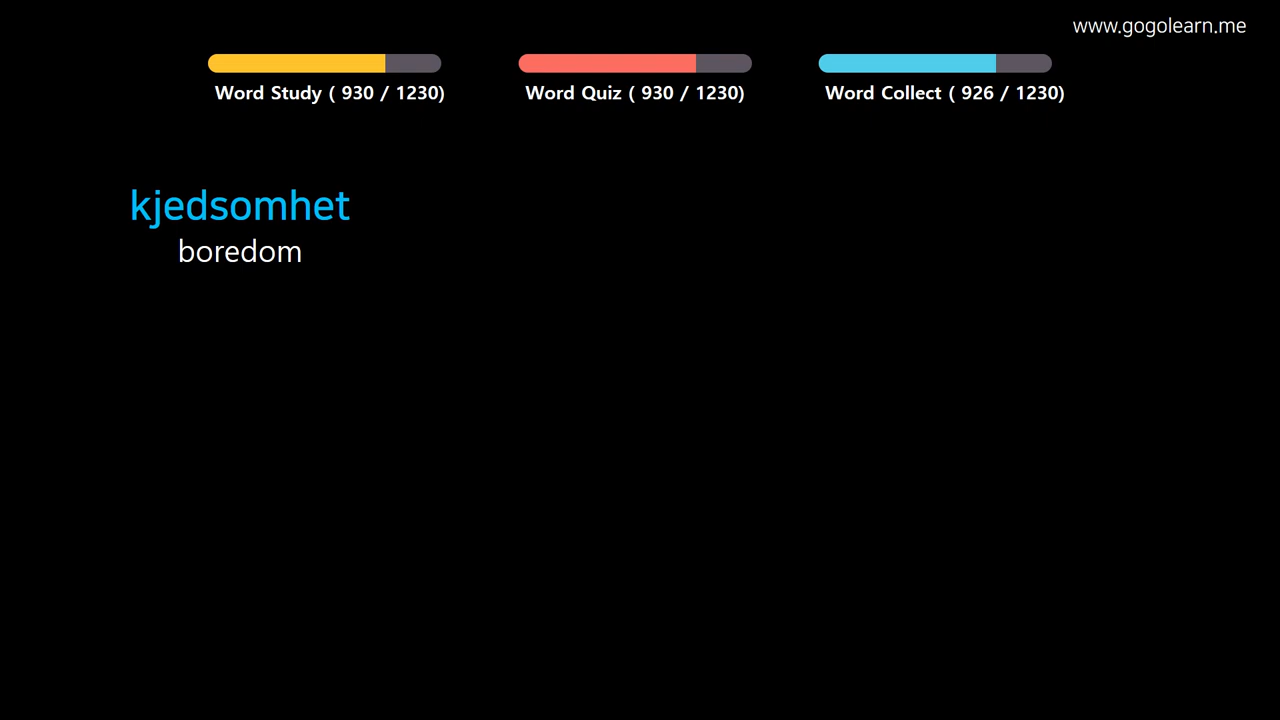 www.gogolearn.me
Word Study ( 930 / 1230)
Word Quiz ( 930 / 1230)
Word Collect ( 926 / 1230)
kjedsomhet
boredom